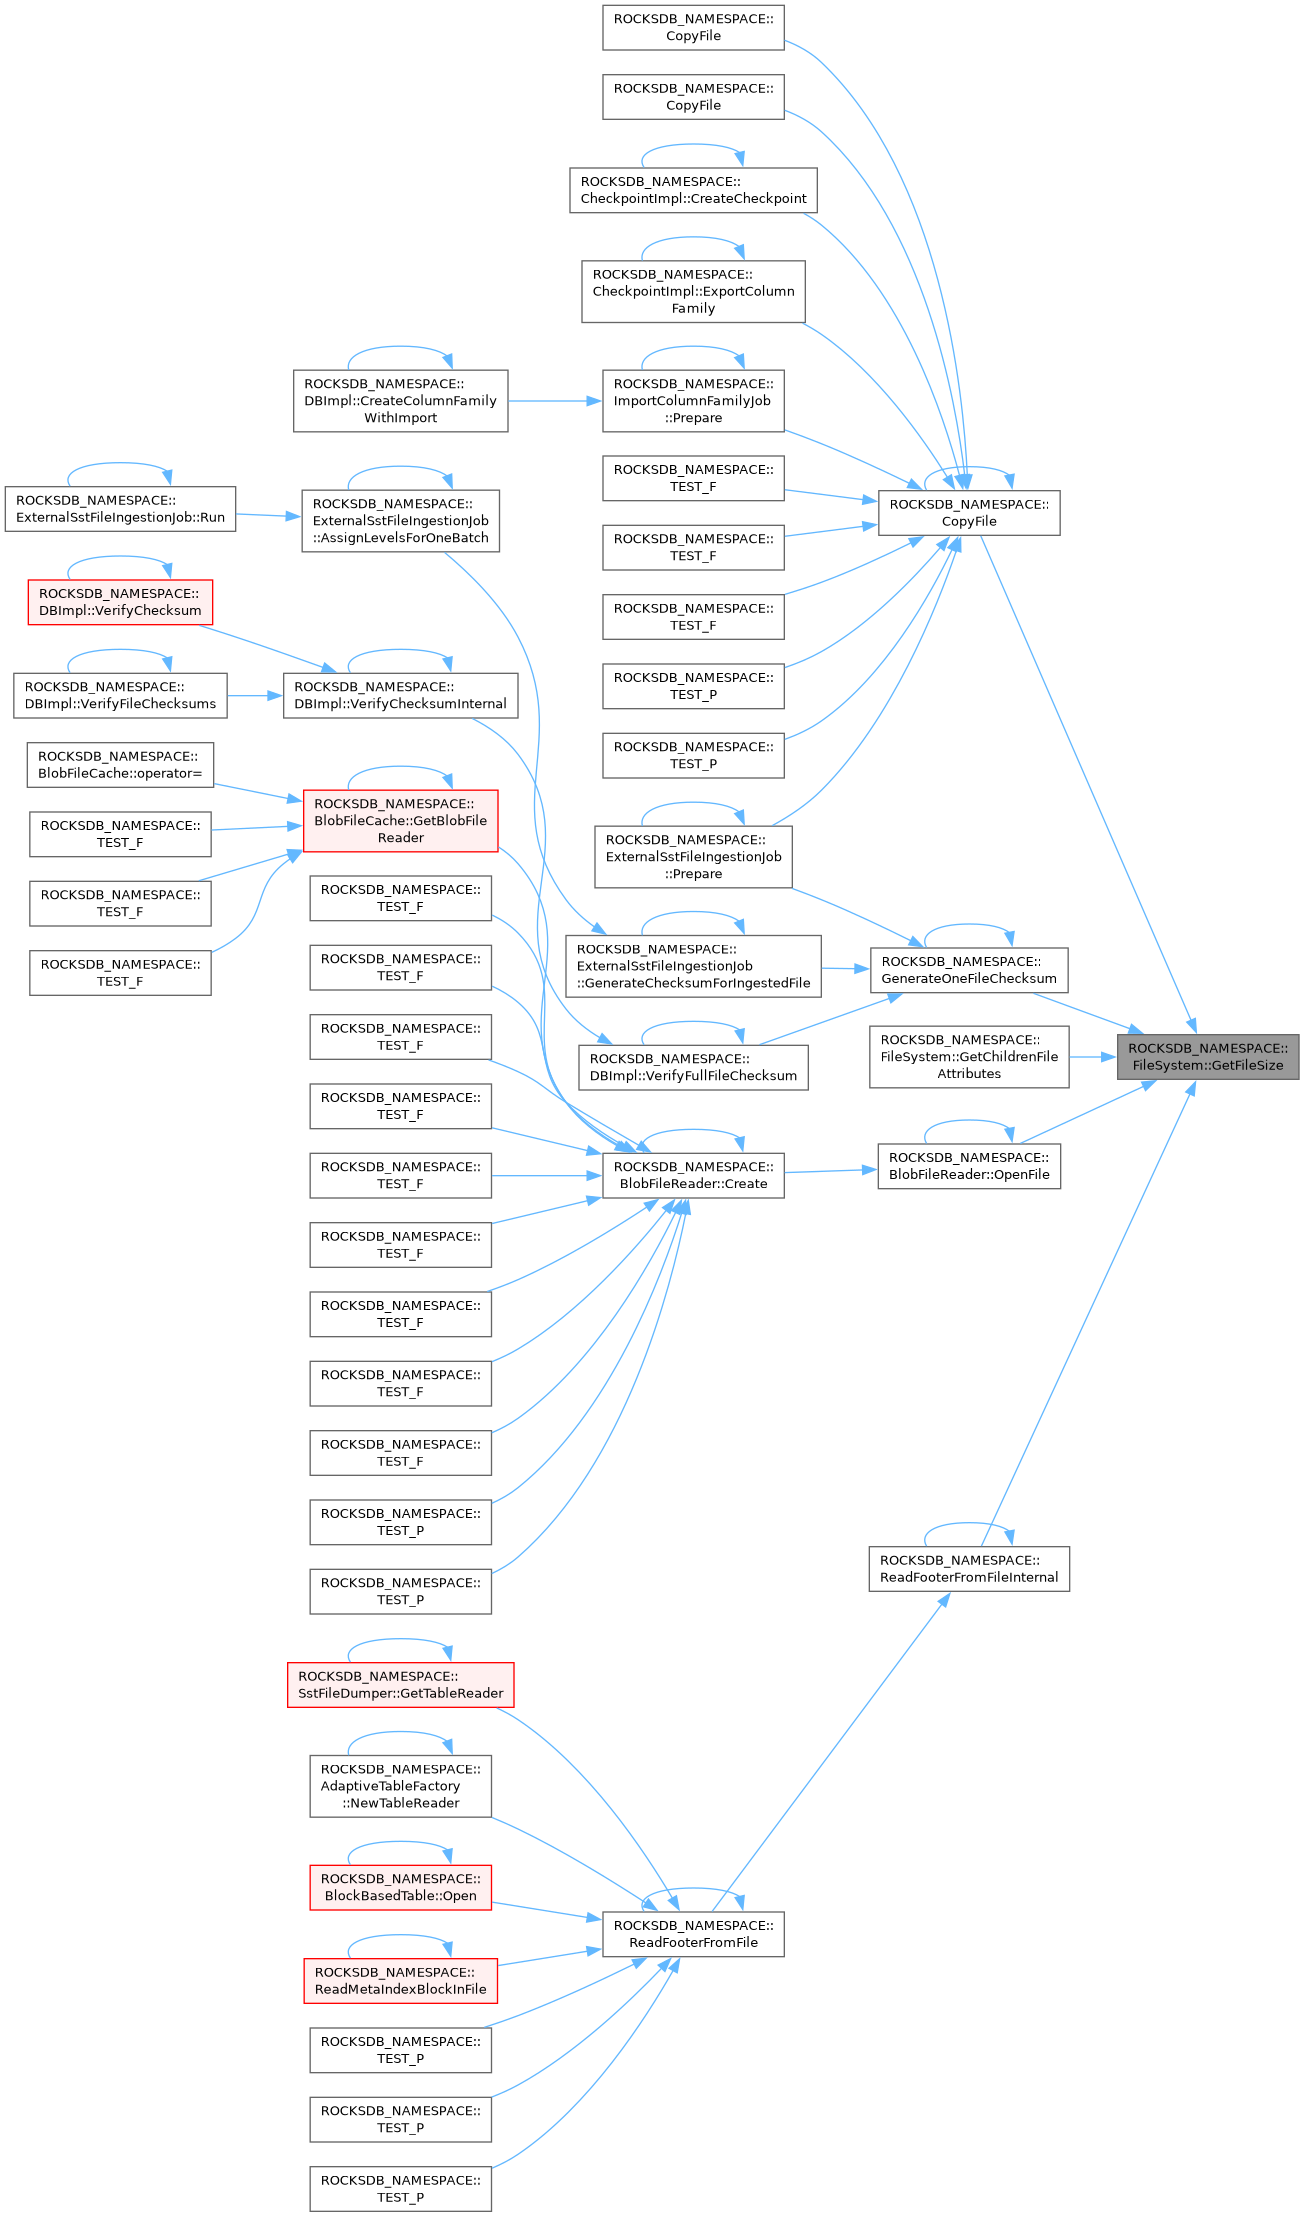 ROCKSDB_NAMESPACE::
CopyFile
ROCKSDB_NAMESPACE::
CopyFile
ROCKSDB_NAMESPACE::
CheckpointImpl::CreateCheckpoint
ROCKSDB_NAMESPACE::
CheckpointImpl::ExportColumn
Family
ROCKSDB_NAMESPACE::
DBImpl::CreateColumnFamily
WithImport
ROCKSDB_NAMESPACE::
ImportColumnFamilyJob
::Prepare
ROCKSDB_NAMESPACE::
TEST_F
ROCKSDB_NAMESPACE::
ExternalSstFileIngestionJob::Run
ROCKSDB_NAMESPACE::
ExternalSstFileIngestionJob
::AssignLevelsForOneBatch
ROCKSDB_NAMESPACE::
CopyFile
ROCKSDB_NAMESPACE::
TEST_F
ROCKSDB_NAMESPACE::
DBImpl::VerifyChecksum
ROCKSDB_NAMESPACE::
TEST_F
ROCKSDB_NAMESPACE::
DBImpl::VerifyFileChecksums
ROCKSDB_NAMESPACE::
DBImpl::VerifyChecksumInternal
ROCKSDB_NAMESPACE::
TEST_P
ROCKSDB_NAMESPACE::
BlobFileCache::operator=
ROCKSDB_NAMESPACE::
TEST_P
ROCKSDB_NAMESPACE::
TEST_F
ROCKSDB_NAMESPACE::
BlobFileCache::GetBlobFile
Reader
ROCKSDB_NAMESPACE::
ExternalSstFileIngestionJob
::Prepare
ROCKSDB_NAMESPACE::
TEST_F
ROCKSDB_NAMESPACE::
TEST_F
ROCKSDB_NAMESPACE::
TEST_F
ROCKSDB_NAMESPACE::
TEST_F
ROCKSDB_NAMESPACE::
ExternalSstFileIngestionJob
::GenerateChecksumForIngestedFile
ROCKSDB_NAMESPACE::
GenerateOneFileChecksum
ROCKSDB_NAMESPACE::
TEST_F
ROCKSDB_NAMESPACE::
DBImpl::VerifyFullFileChecksum
ROCKSDB_NAMESPACE::
FileSystem::GetChildrenFile
Attributes
ROCKSDB_NAMESPACE::
FileSystem::GetFileSize
ROCKSDB_NAMESPACE::
TEST_F
ROCKSDB_NAMESPACE::
TEST_F
ROCKSDB_NAMESPACE::
BlobFileReader::Create
ROCKSDB_NAMESPACE::
BlobFileReader::OpenFile
ROCKSDB_NAMESPACE::
TEST_F
ROCKSDB_NAMESPACE::
TEST_F
ROCKSDB_NAMESPACE::
TEST_F
ROCKSDB_NAMESPACE::
TEST_F
ROCKSDB_NAMESPACE::
TEST_P
ROCKSDB_NAMESPACE::
TEST_P
ROCKSDB_NAMESPACE::
ReadFooterFromFileInternal
ROCKSDB_NAMESPACE::
SstFileDumper::GetTableReader
ROCKSDB_NAMESPACE::
AdaptiveTableFactory
::NewTableReader
ROCKSDB_NAMESPACE::
BlockBasedTable::Open
ROCKSDB_NAMESPACE::
ReadFooterFromFile
ROCKSDB_NAMESPACE::
ReadMetaIndexBlockInFile
ROCKSDB_NAMESPACE::
TEST_P
ROCKSDB_NAMESPACE::
TEST_P
ROCKSDB_NAMESPACE::
TEST_P